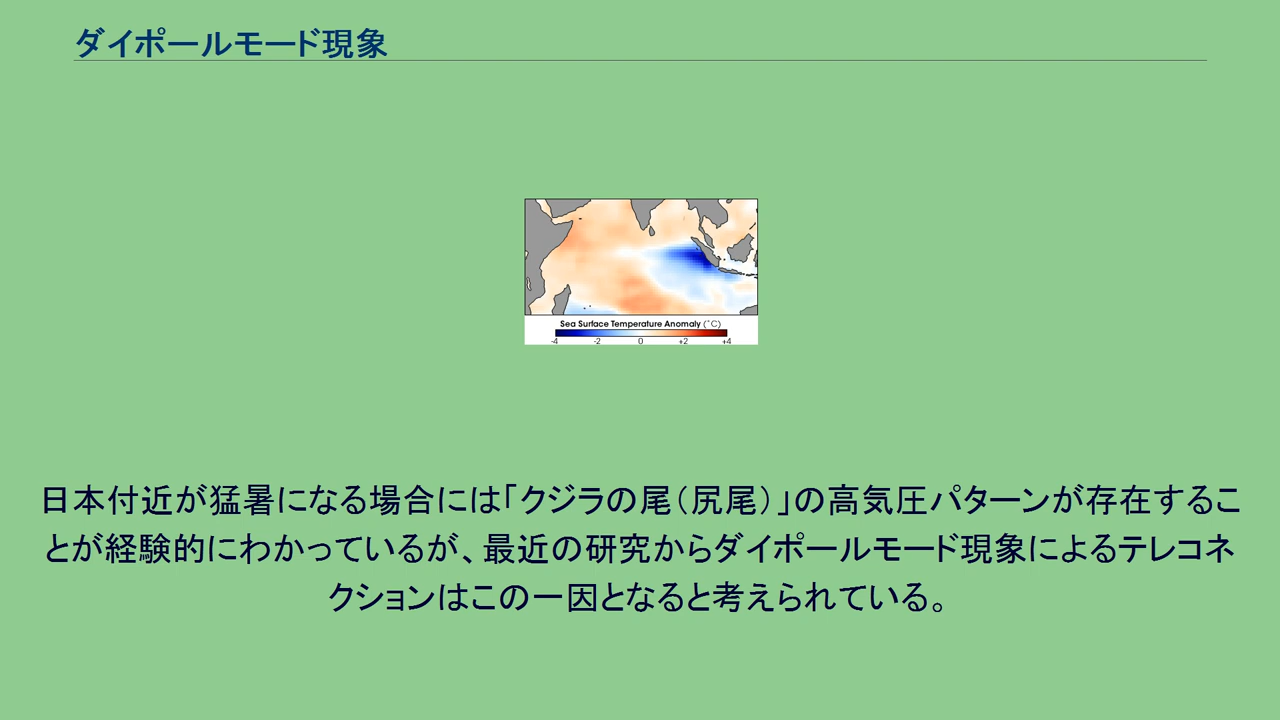 ダイポールモード現象
Sea Surface Temperature Anomaly (˚C)
-4 -2 0 +2 +4
日本付近が猛暑になる場合には「クジラの尾（尻尾）」の高気圧パターンが存在するこ
とが経験的にわかっているが、最近の研究からダイポールモード現象によるテレコネ
クションはこの一因となると考えられている。